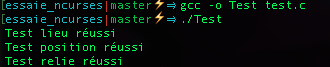 [essaie_ncurses|master⚡⇒ gcc -o Test test.c
[essaie_ncurses|master⚡⇒ ./Test
Test lieu réussi
Test position réussi
Test relie réussi